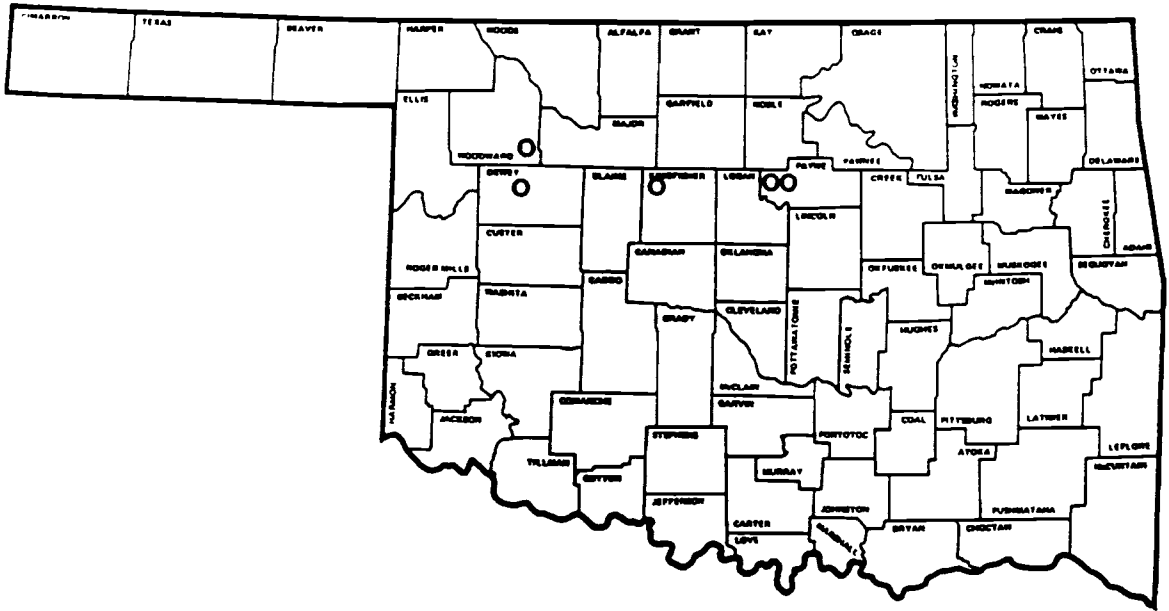 CIMARRON
TEXAS
BEAVER
HARPER
WOODS
ALFALFA
GRANT
KAY
OSAGE
WASHINGTON
NOWATA
CRAIG
OTTAWA
ELLIS
WOODWARD
MAJOR
GARFIELD
NOBLE
PAWNEE
ROGERS
MAYES
DELAWARE
DEWEY
BLAINE
KINGFISHER
LOGAN
PAYNE
CREEK
TULSA
WAGONER
CHEROKEE
ADAIR
ROGER MILLS
CUSTER
CANADIAN
OKLAHOMA
LINCOLN
OKFUSKEE
OKMULGEE
MUSKOGEE
SEQUOYAH
BECKHAM
WASHITA
CADDO
GRADY
CLEVELAND
POTTAWATOMIE
SEMINOLE
HUGHES
McINTOSH
HASKELL
HARMON
GREER
KIOWA
McCLAIN
JACKSON
COMANCHE
GARVIN
PONTOTOC
COAL
PITTSBURG
LATIMER
LEFLORE
TILLMAN
COTTON
STEPHENS
MURRAY
ATOKA
McCURTAIN
JEFFERSON
CARTER
JOHNSTON
PUSHMATAHA
LOVE
MARSHALL
BRYAN
CHOCTAW